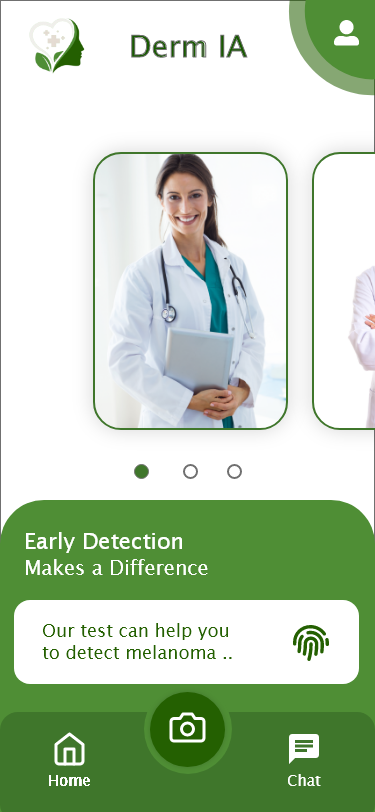 Derm IA
Early Detection
Makes a Difference
Our test can help you
to detect melanoma ..
Home
Chat